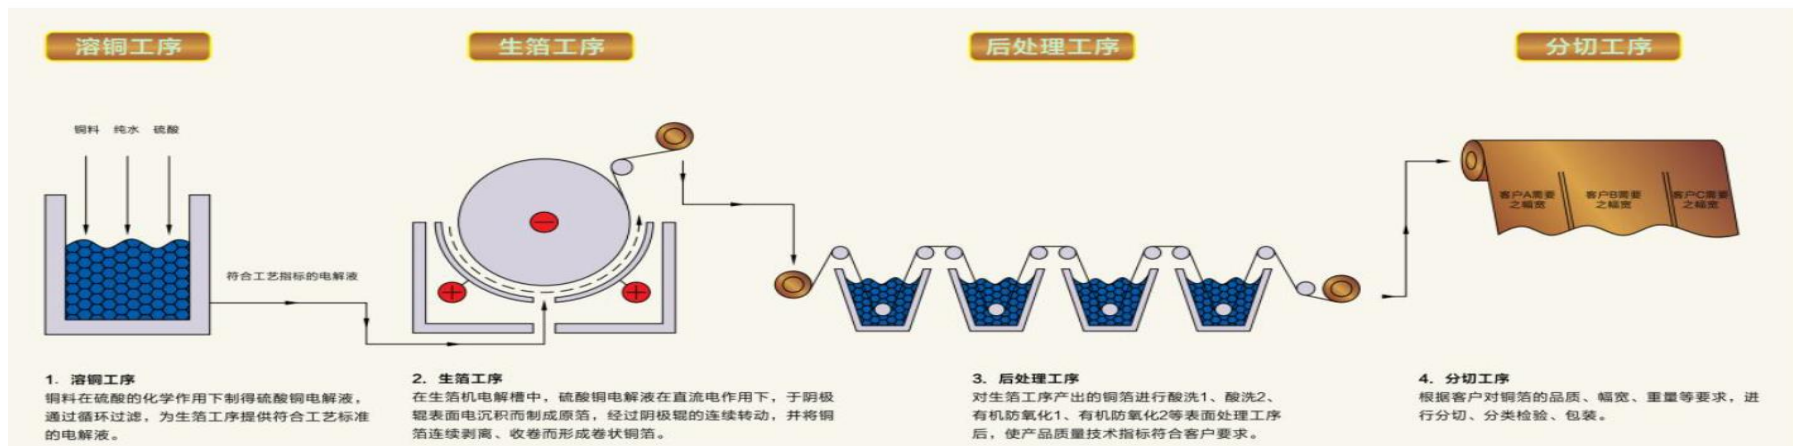 溶铜工序
生箔工序
后处理工序
分切工序
铜料 纯水 硫酸
符合工艺指标的电解液
客户A需要
之幅宽
客户B需要
之幅宽
客户C需要
之幅宽
1. 溶铜工序
铜料在硫酸的化学作用下制得硫酸铜电解液，
通过循环过滤，为生箔工序提供符合工艺标准
的电解液。
2. 生箔工序
在生箔机电解槽中，硫酸铜电解液在直流电作用下，于阴极
辊表面电沉积而制成原箔，经过阴极辊的连续转动，并将铜
箔连续剥离、收卷而形成卷状铜箔。
3. 后处理工序
对生箔工序产出的铜箔进行酸洗1、酸洗2、
有机防氧化1、有机防氧化2等表面处理工序
后，使产品质量技术指标符合客户要求。
4. 分切工序
根据客户对铜箔的品质、幅宽、重量等要求，进
行分切、分类检验、包装。